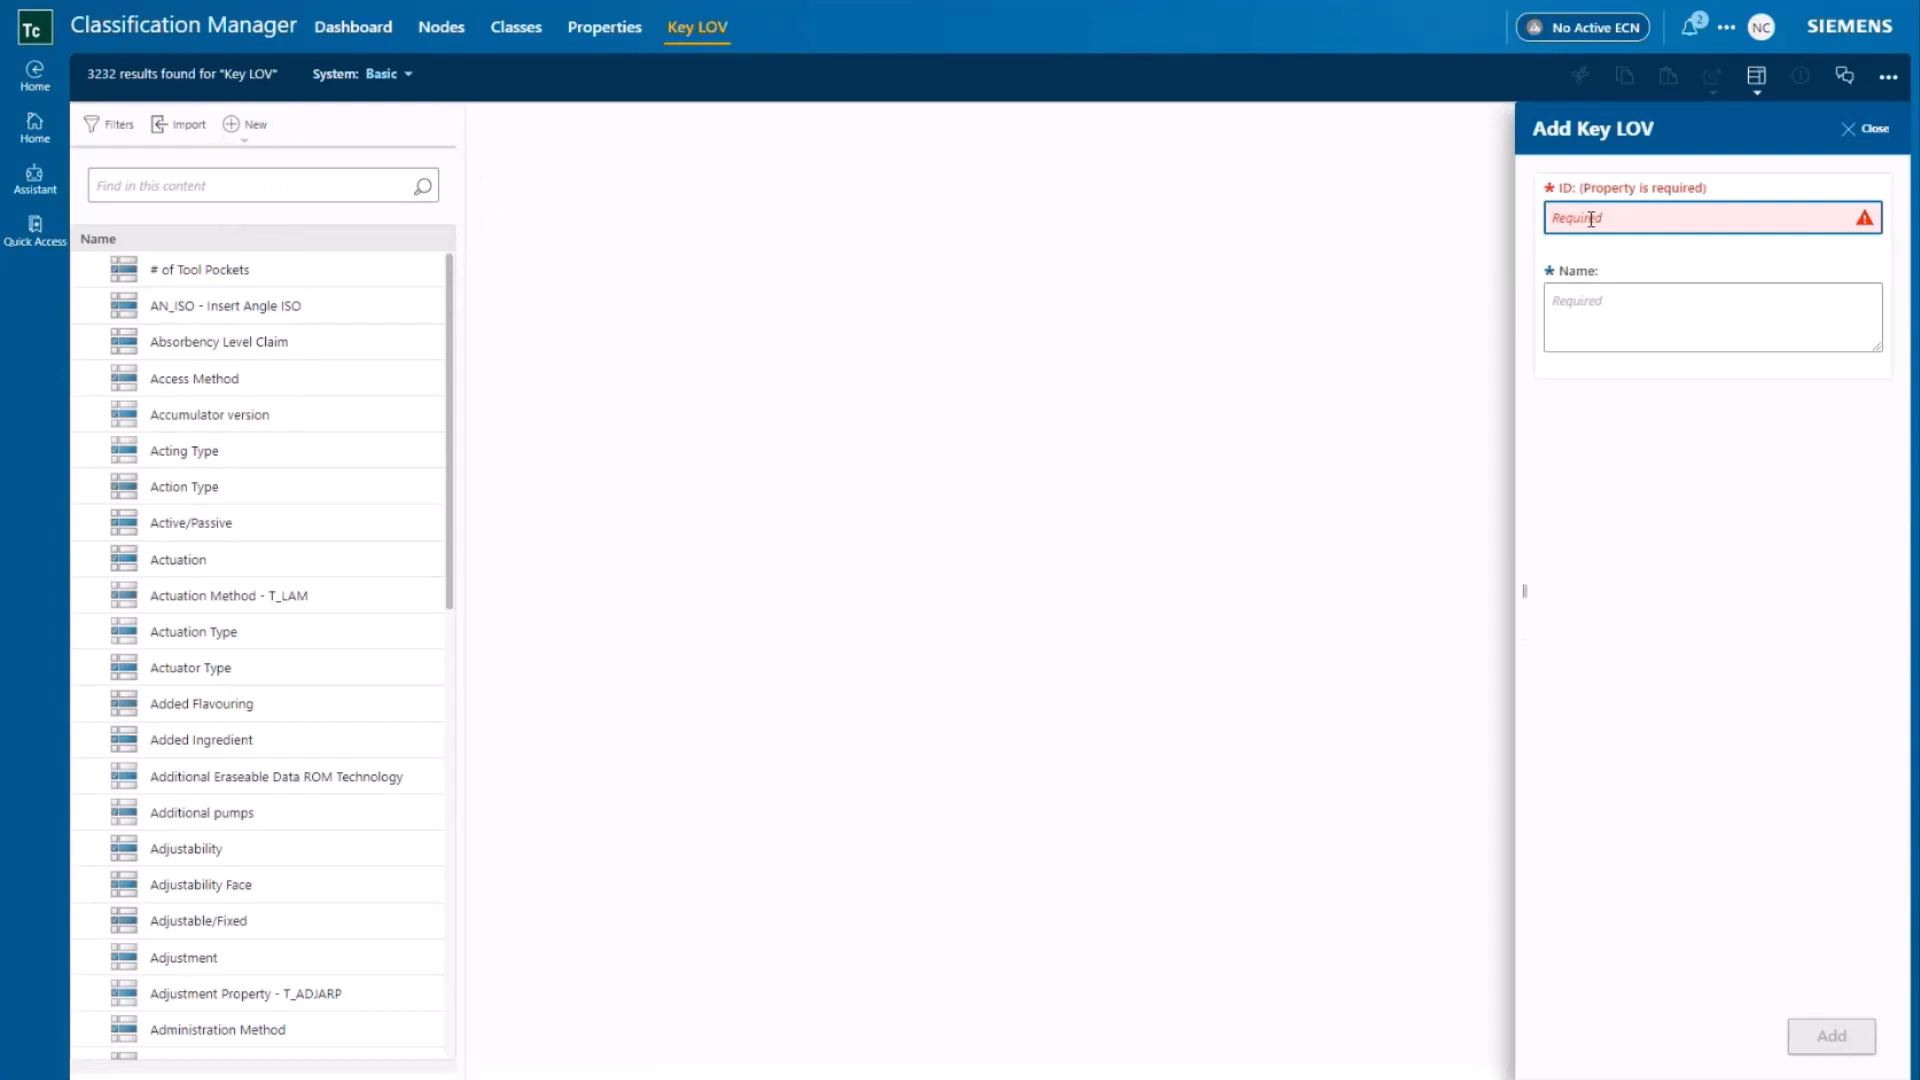 Tc
Classification Manager
Dashboard
Nodes
Classes
Properties
Key LOV
No Active ECN
2
NC
SIEMENS
Home
Home
Assistant
Quick Access
3232 results found for "Key LOV"
System: Basic
Filters
Import
New
Find in this content
Name
# of Tool Pockets
AN_ISO - Insert Angle ISO
Absorbency Level Claim
Access Method
Accumulator version
Acting Type
Action Type
Active/Passive
Actuation
Actuation Method - T_LAM
Actuation Type
Actuator Type
Added Flavouring
Added Ingredient
Additional Eraseable Data ROM Technology
Additional pumps
Adjustability
Adjustability Face
Adjustable/Fixed
Adjustment
Adjustment Property - T_ADJARP
Administration Method
Add Key LOV
Close
* ID: (Property is required)
Required
* Name:
Required
Add